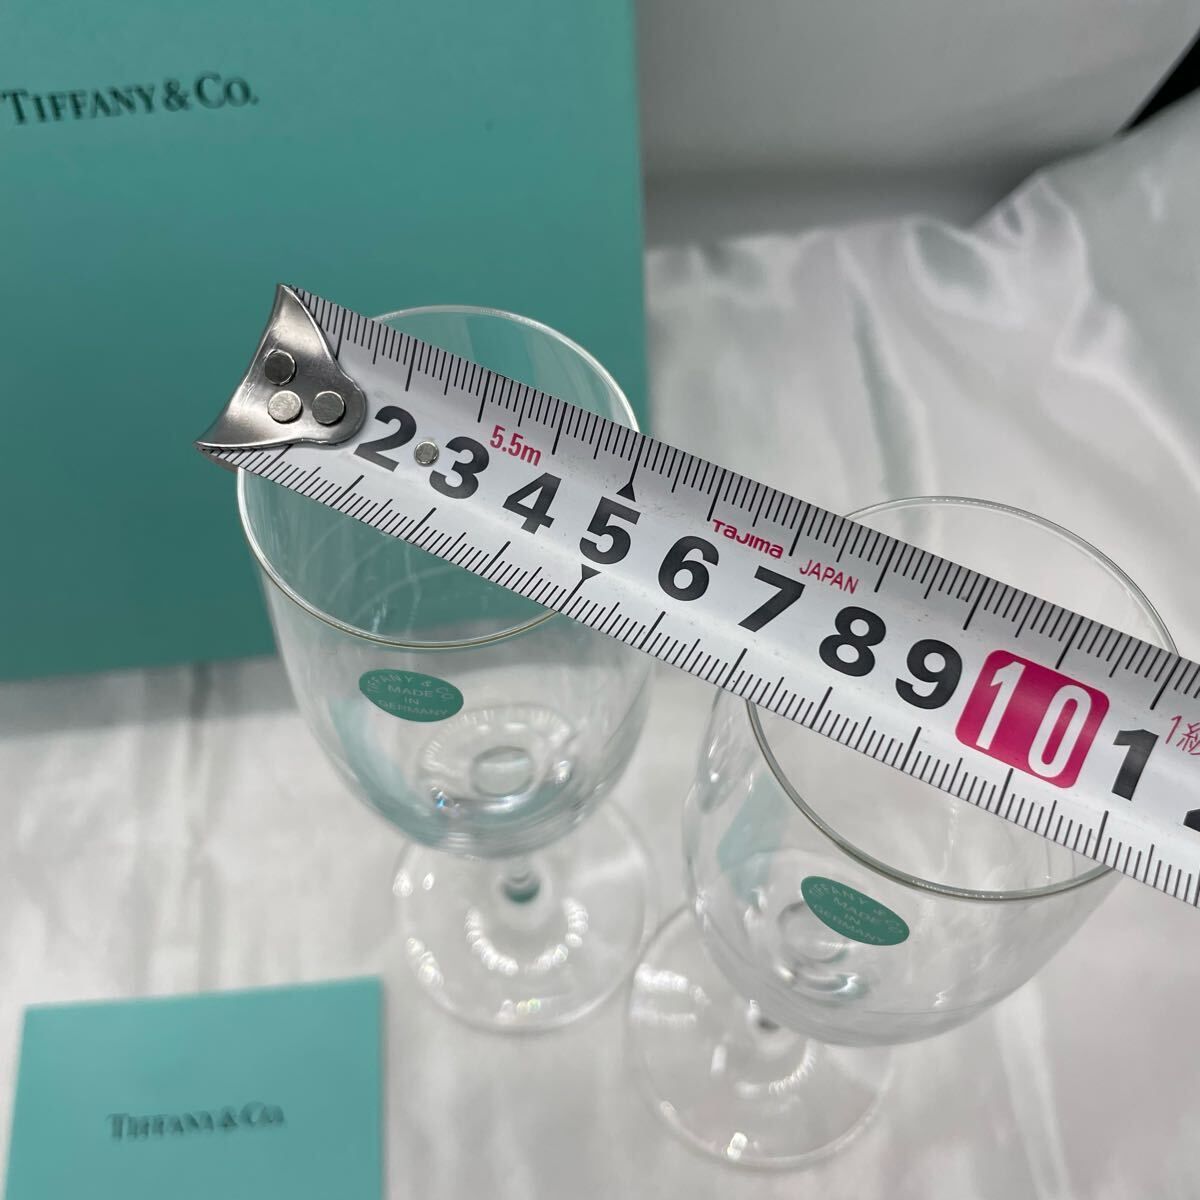 TIFFANY & CO.
2 3 4 5 6 7 8 9 10 1
5.5m
Tajima
JAPAN
1級
TIFFANY & CO
MADE
IN
GERMANY
TIFFANY & CO
MADE
IN
GERMANY
TIFFANY & CO.